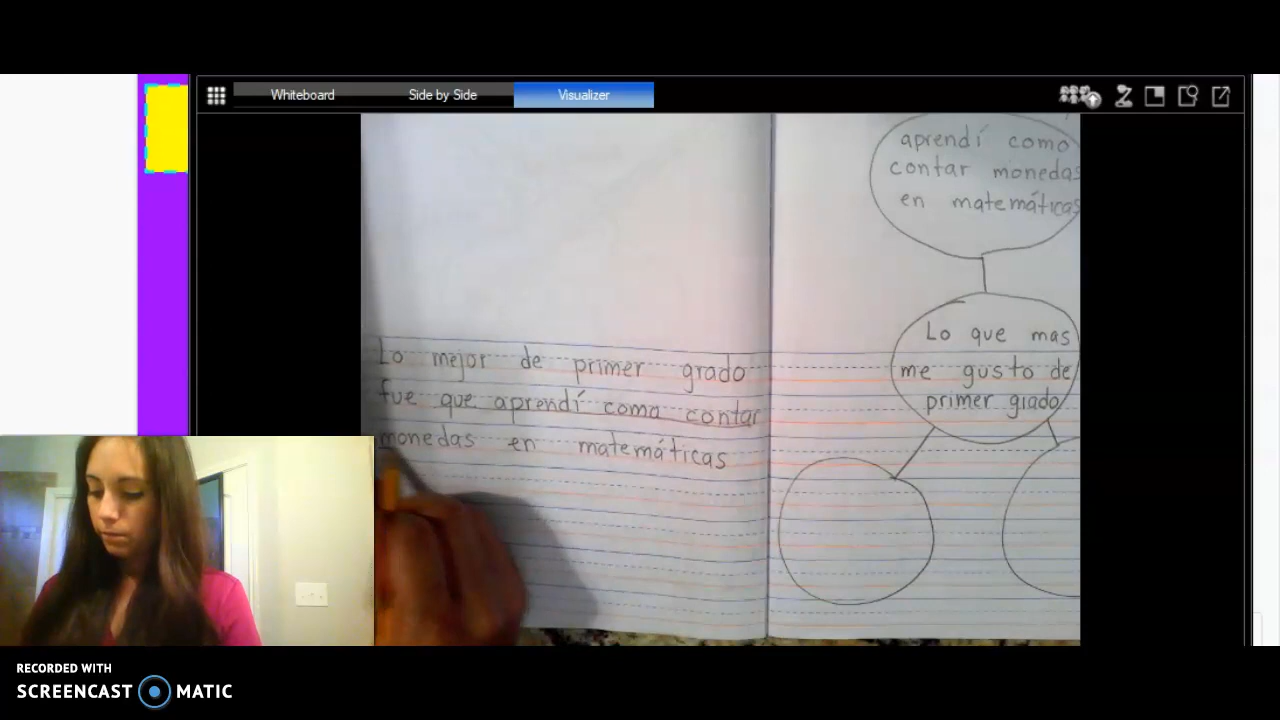 Whiteboard
Side by Side
Visualizer
Lo mejor de primer grado
fue que aprendí como contar
monedas en matemáticas
aprendí como
contar monedas
en matemáticas
Lo que mas
me gusto de
primer grado
RECORDED WITH
SCREENCAST MATIC